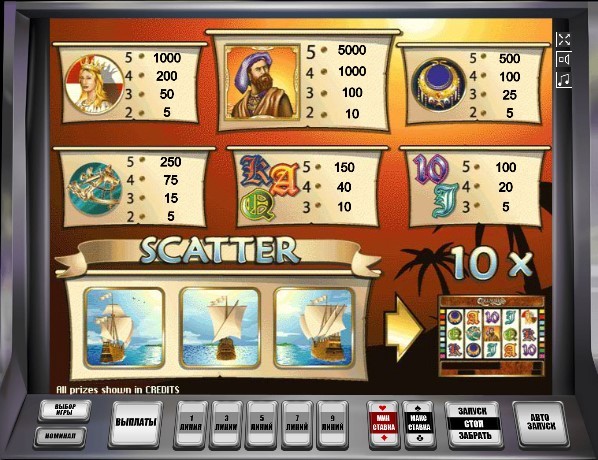 5 1000
4 200
3 50
2 5
5 5000
4 1000
3 100
2 10
5 500
4 100
3 25
2 5
5 250
4 75
3 15
2 5
K A Q
5 150
4 40
3 10
10 J
5 100
4 20
3 5
SCATTER
10 x
All prizes shown in CREDITS
ВЫБОР
ИГРЫ
НОМИНАЛ
ВЫПЛАТЫ
1
ЛИНИЯ
3
ЛИНИИ
5
ЛИНИЙ
7
ЛИНИЙ
9
ЛИНИЙ
МИН
СТАВКА
МАКС
СТАВКА
ЗАПУСК
СТОП
ЗАБРАТЬ
АВТО
ЗАПУСК